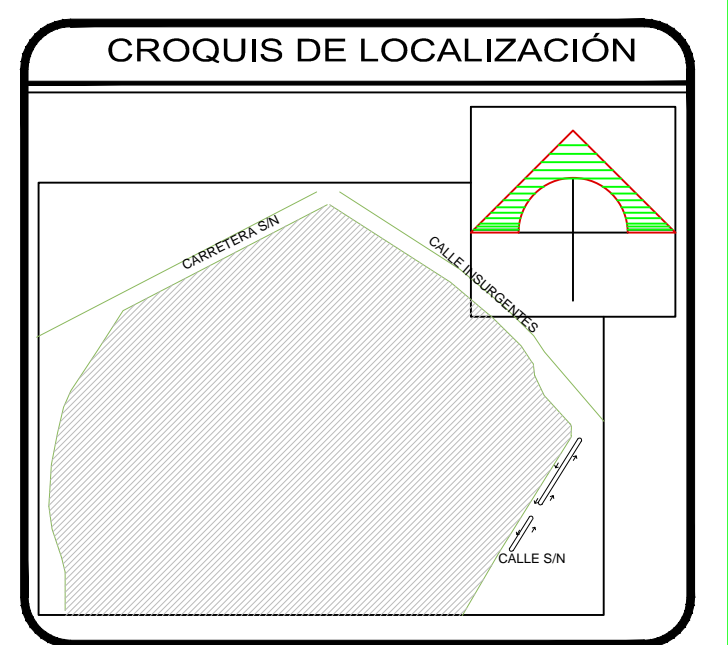 CROQUIS DE LOCALIZACIÓN
CARRETERA S/N
CALLE INSURGENTES
CALLE S/N